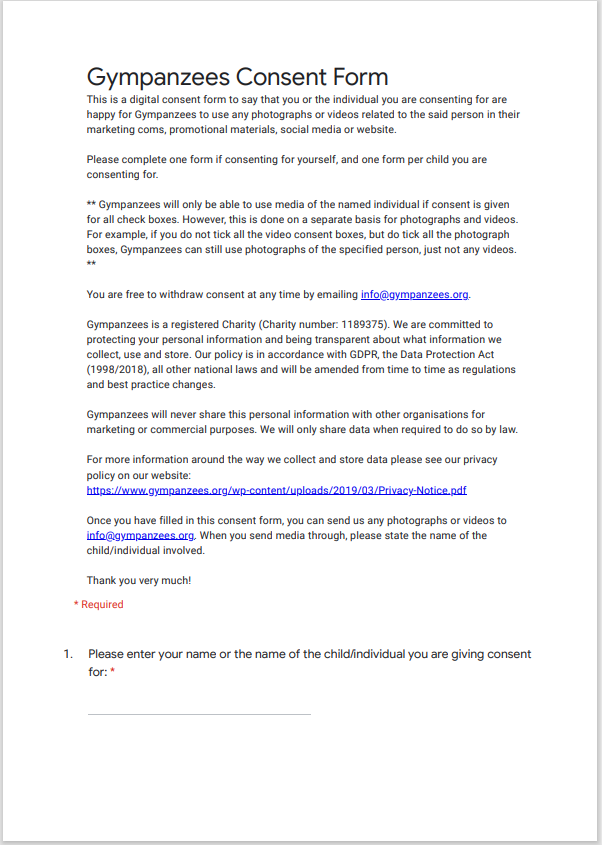 Gympanzees Consent Form
This is a digital consent form to say that you or the individual you are consenting for are
happy for Gympanzees to use any photographs or videos related to the said person in their
marketing coms, promotional materials, social media or website.
Please complete one form if consenting for yourself, and one form per child you are
consenting for.
** Gympanzees will only be able to use media of the named individual if consent is given
for all check boxes. However, this is done on a separate basis for photographs and videos.
For example, if you do not tick all the video consent boxes, but do tick all the photograph
boxes, Gympanzees can still use photographs of the specified person, just not any videos.
**
You are free to withdraw consent at any time by emailing info@gympanzees.org.
Gympanzees is a registered Charity (Charity number: 1189375). We are committed to
protecting your personal information and being transparent about what information we
collect, use and store. Our policy is in accordance with GDPR, the Data Protection Act
(1998/2018), all other national laws and will be amended from time to time as regulations
and best practice changes.
Gympanzees will never share this personal information with other organisations for
marketing or commercial purposes. We will only share data when required to do so by law.
For more information around the way we collect and store data please see our privacy
policy on our website:
https://www.gympanzees.org/wp-content/uploads/2019/03/Privacy-Notice.pdf
Once you have filled in this consent form, you can send us any photographs or videos to
info@gympanzees.org. When you send media through, please state the name of the
child/individual involved.
Thank you very much!
* Required
1. Please enter your name or the name of the child/individual you are giving consent
for: *